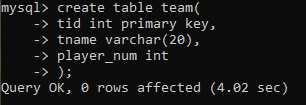 mysql> create table team(
    -> tid int primary key,
    -> tname varchar(20),
    -> player_num int
    -> );
Query OK, 0 rows affected (4.02 sec)